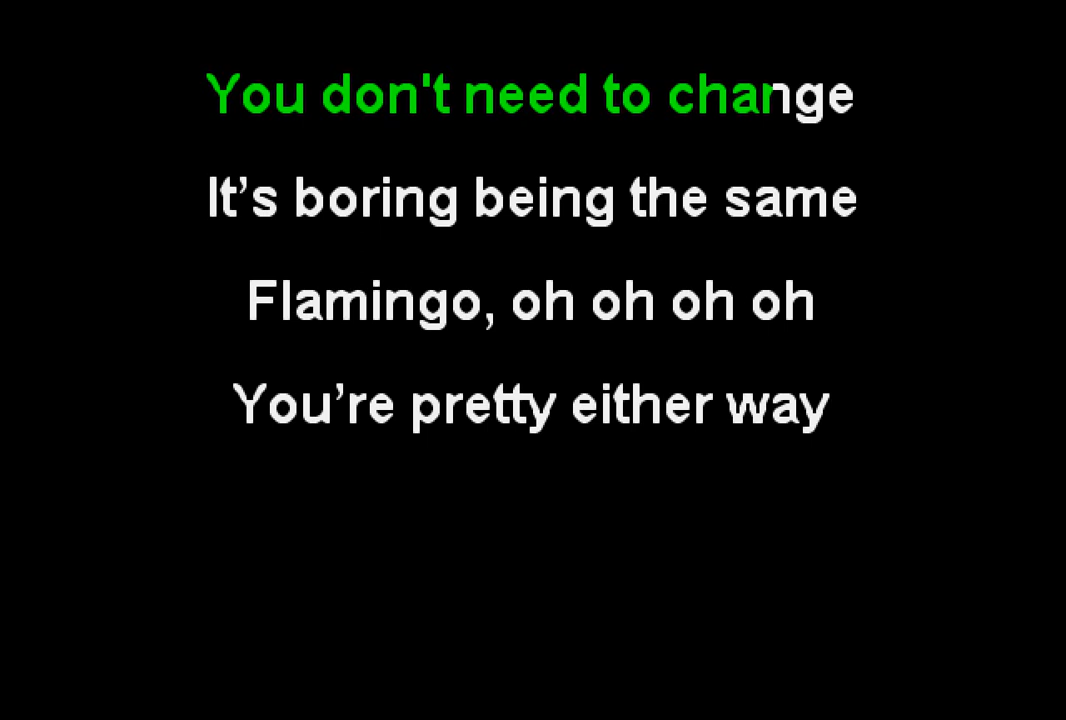 You don't need to change
It’s boring being the same
Flamingo, oh oh oh oh
You’re pretty either way